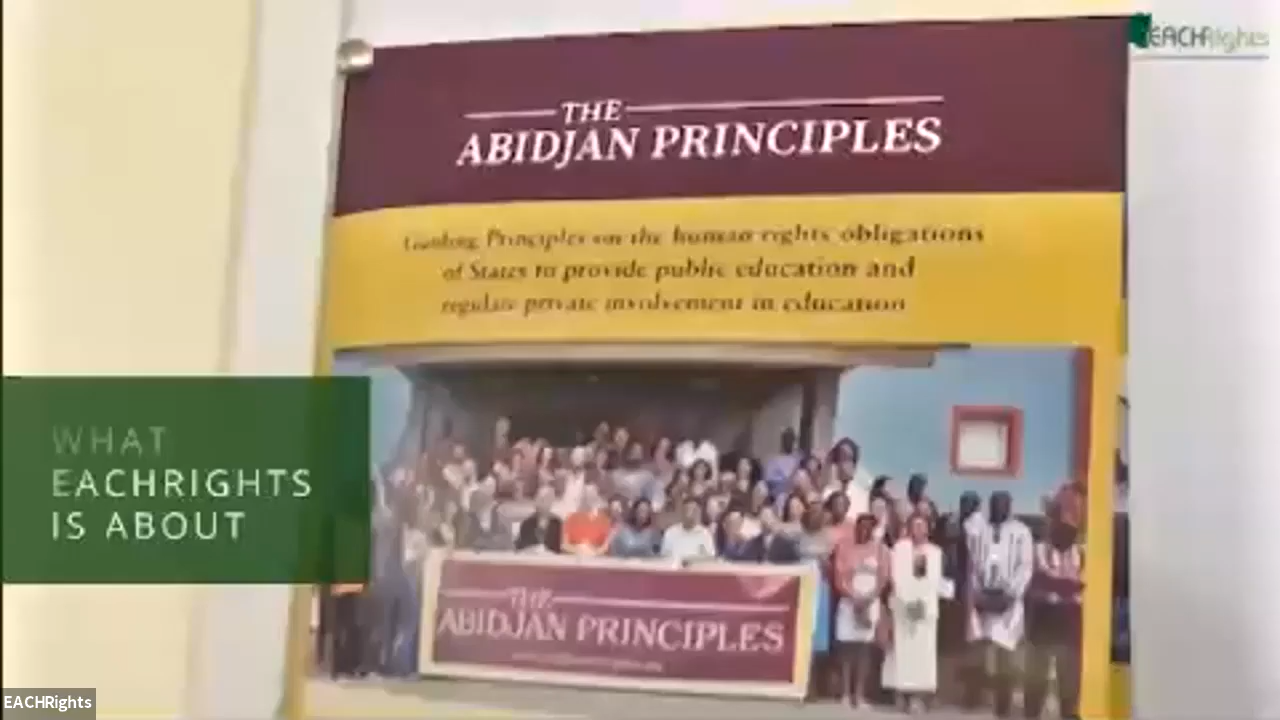 EACHRights
THE
ABIDJAN PRINCIPLES
Guiding Principles on the human rights obligations
of States to provide public education and
regulate private involvement in education
WHAT
EACHRIGHTS
IS ABOUT
THE
ABIDJAN PRINCIPLES
EACHRights